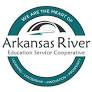 WE ARE THE HEART OF
Arkansas River
Education Service Cooperative